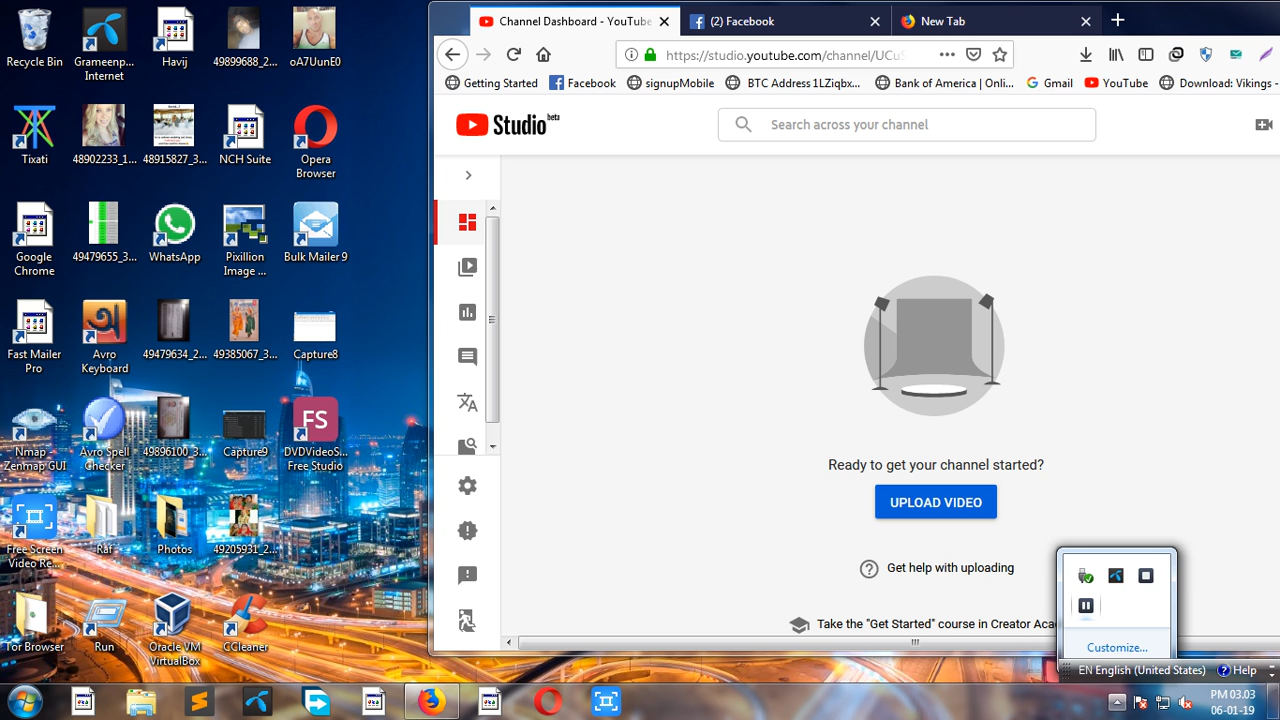 Recycle Bin
Grameenp...
Internet
Havij
49899688_2...
oA7UunE0
Tixati
48902233_1...
48915827_3...
NCH Suite
Opera
Browser
Google
Chrome
49479655_3...
WhatsApp
Pixillion
Image ...
Bulk Mailer 9
Fast Mailer
Pro
অ
Avro
Keyboard
49479634_2...
49385067_3...
Capture8
Nmap -
Zenmap GUI
Avro Spell
Checker
49896100_3...
Capture9
FS
DVDVideoS...
Free Studio
Free Screen
Video Re...
Raf
Photos
49205931_2...
Tor Browser
Run
Oracle VM
VirtualBox
CCleaner
Channel Dashboard - YouTube
(2) Facebook
New Tab
https://studio.youtube.com/channel/UCuS
Getting Started
Facebook
signupMobile
BTC Address 1LZiqbx...
Bank of America | Onli...
Gmail
YouTube
Download: Vikings -
Studio beta
Search across your channel
Ready to get your channel started?
UPLOAD VIDEO
Get help with uploading
Take the "Get Started" course in Creator Aca
Customize...
EN English (United States)
Help
PM 03.03
06-01-19